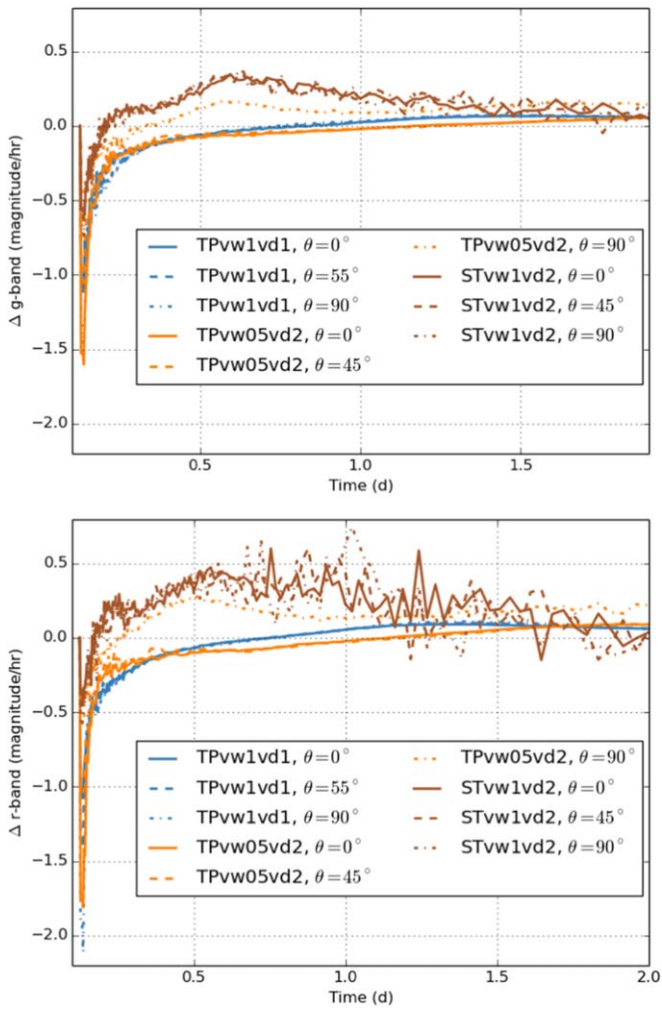 0.5
0.0
−0.5
−1.0
−1.5
−2.0
Δ g-band (magnitude/hr)
TPvw1vd1, θ=0°
TPvw1vd1, θ=55°
TPvw1vd1, θ=90°
TPvw05vd2, θ=0°
TPvw05vd2, θ=45°
TPvw05vd2, θ=90°
STvw1vd2, θ=0°
STvw1vd2, θ=45°
STvw1vd2, θ=90°
0.5 1.0 1.5
Time (d)
0.5
0.0
−0.5
−1.0
−1.5
−2.0
Δ r-band (magnitude/hr)
TPvw1vd1, θ=0°
TPvw1vd1, θ=55°
TPvw1vd1, θ=90°
TPvw05vd2, θ=0°
TPvw05vd2, θ=45°
TPvw05vd2, θ=90°
STvw1vd2, θ=0°
STvw1vd2, θ=45°
STvw1vd2, θ=90°
0.5 1.0 1.5 2.0
Time (d)